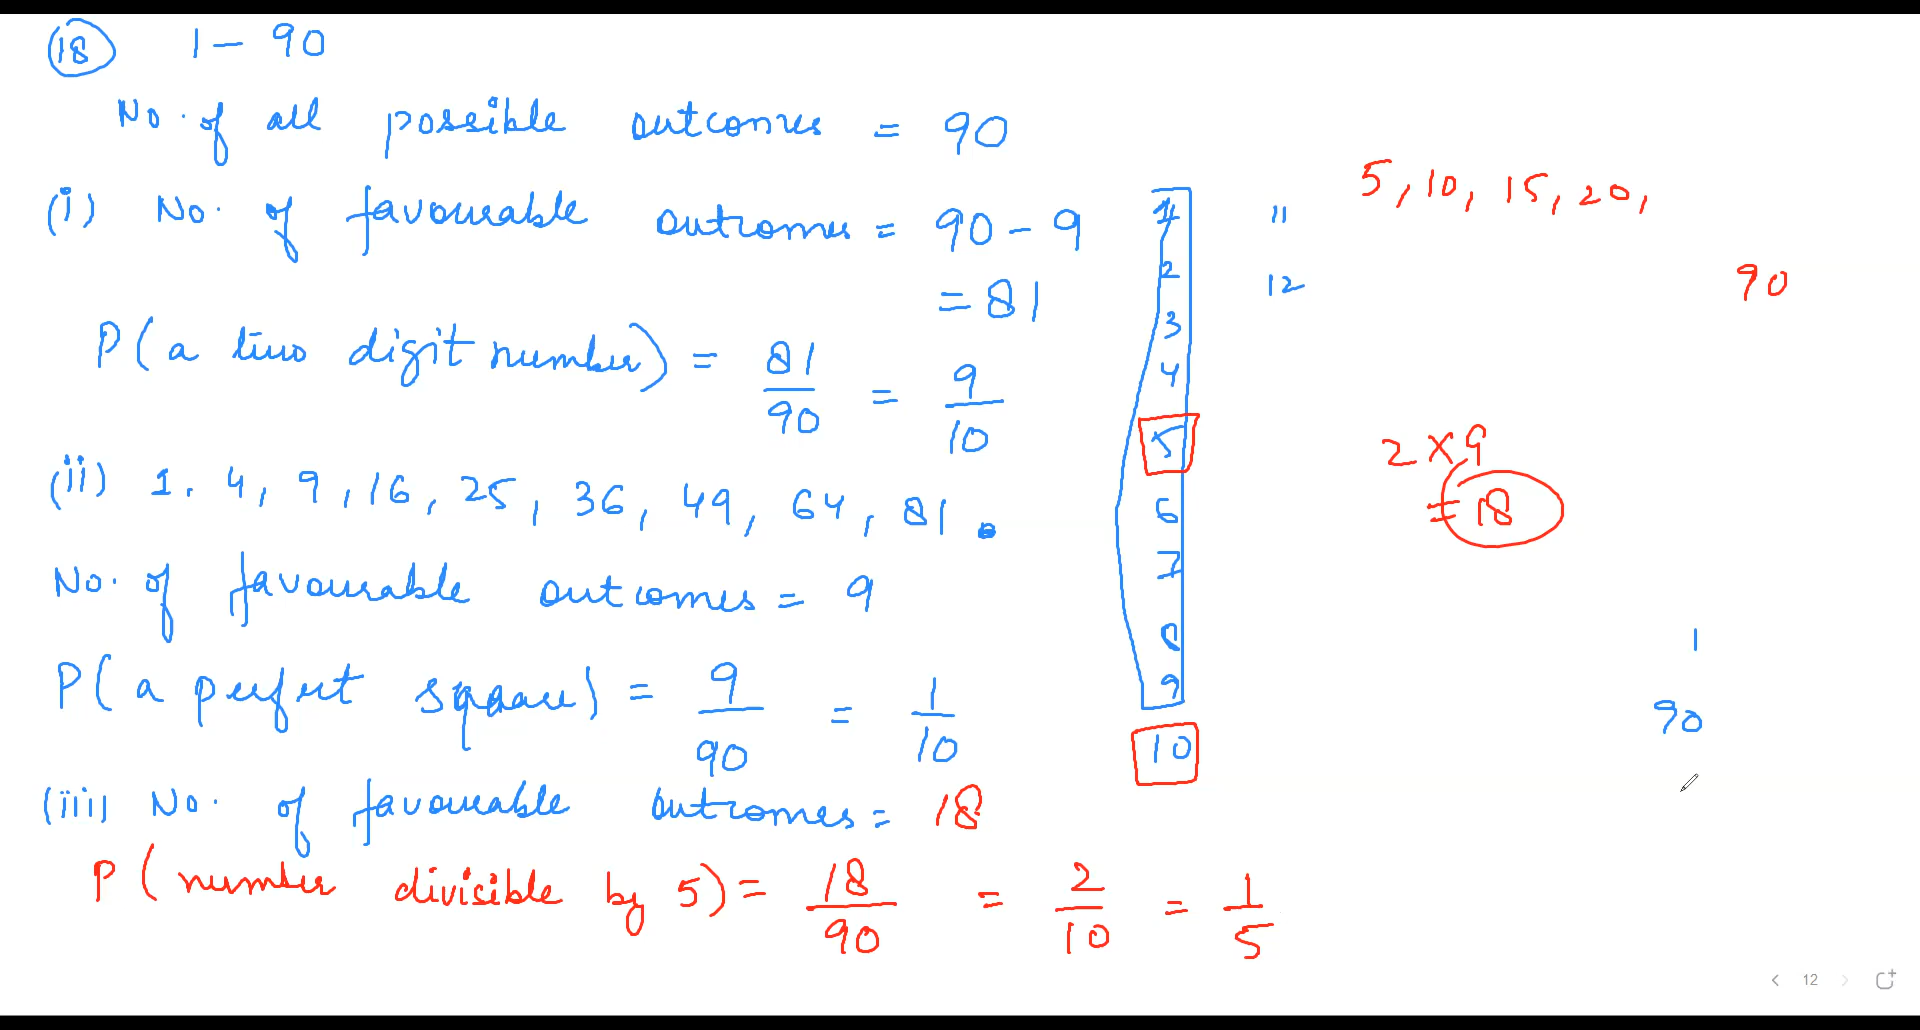 18 1 - 90
No. of all possible outcomes = 90
(i) No. of favourable outcomes = 90 - 9
= 81
P(a two digit number) = 81/90 = 9/10
(ii) 1, 4, 9, 16, 25, 36, 49, 64, 81.
No. of favourable outcomes = 9
P(a perfect square) = 9/90 = 1/10
(iii) No. of favourable outcomes = 18
P(number divisible by 5) = 18/90 = 2/10 = 1/5
1 11
2 12
3
4
5
6
7
8
9
10
5, 10, 15, 20,
90
2 × 9
= 18
1
90
< 12 >